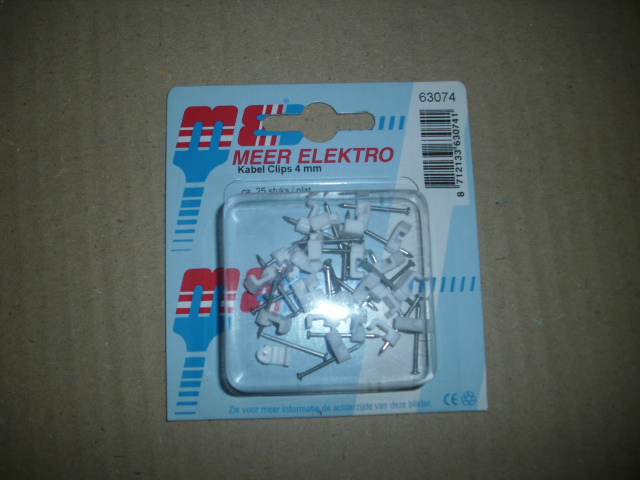 63074
ME
MEER ELEKTRO
Kabel Clips 4 mm
ca. 25 stuks / plat
8 712133 630741
ME
Zie voor meer informatie de achterzijde van deze blister.
CE